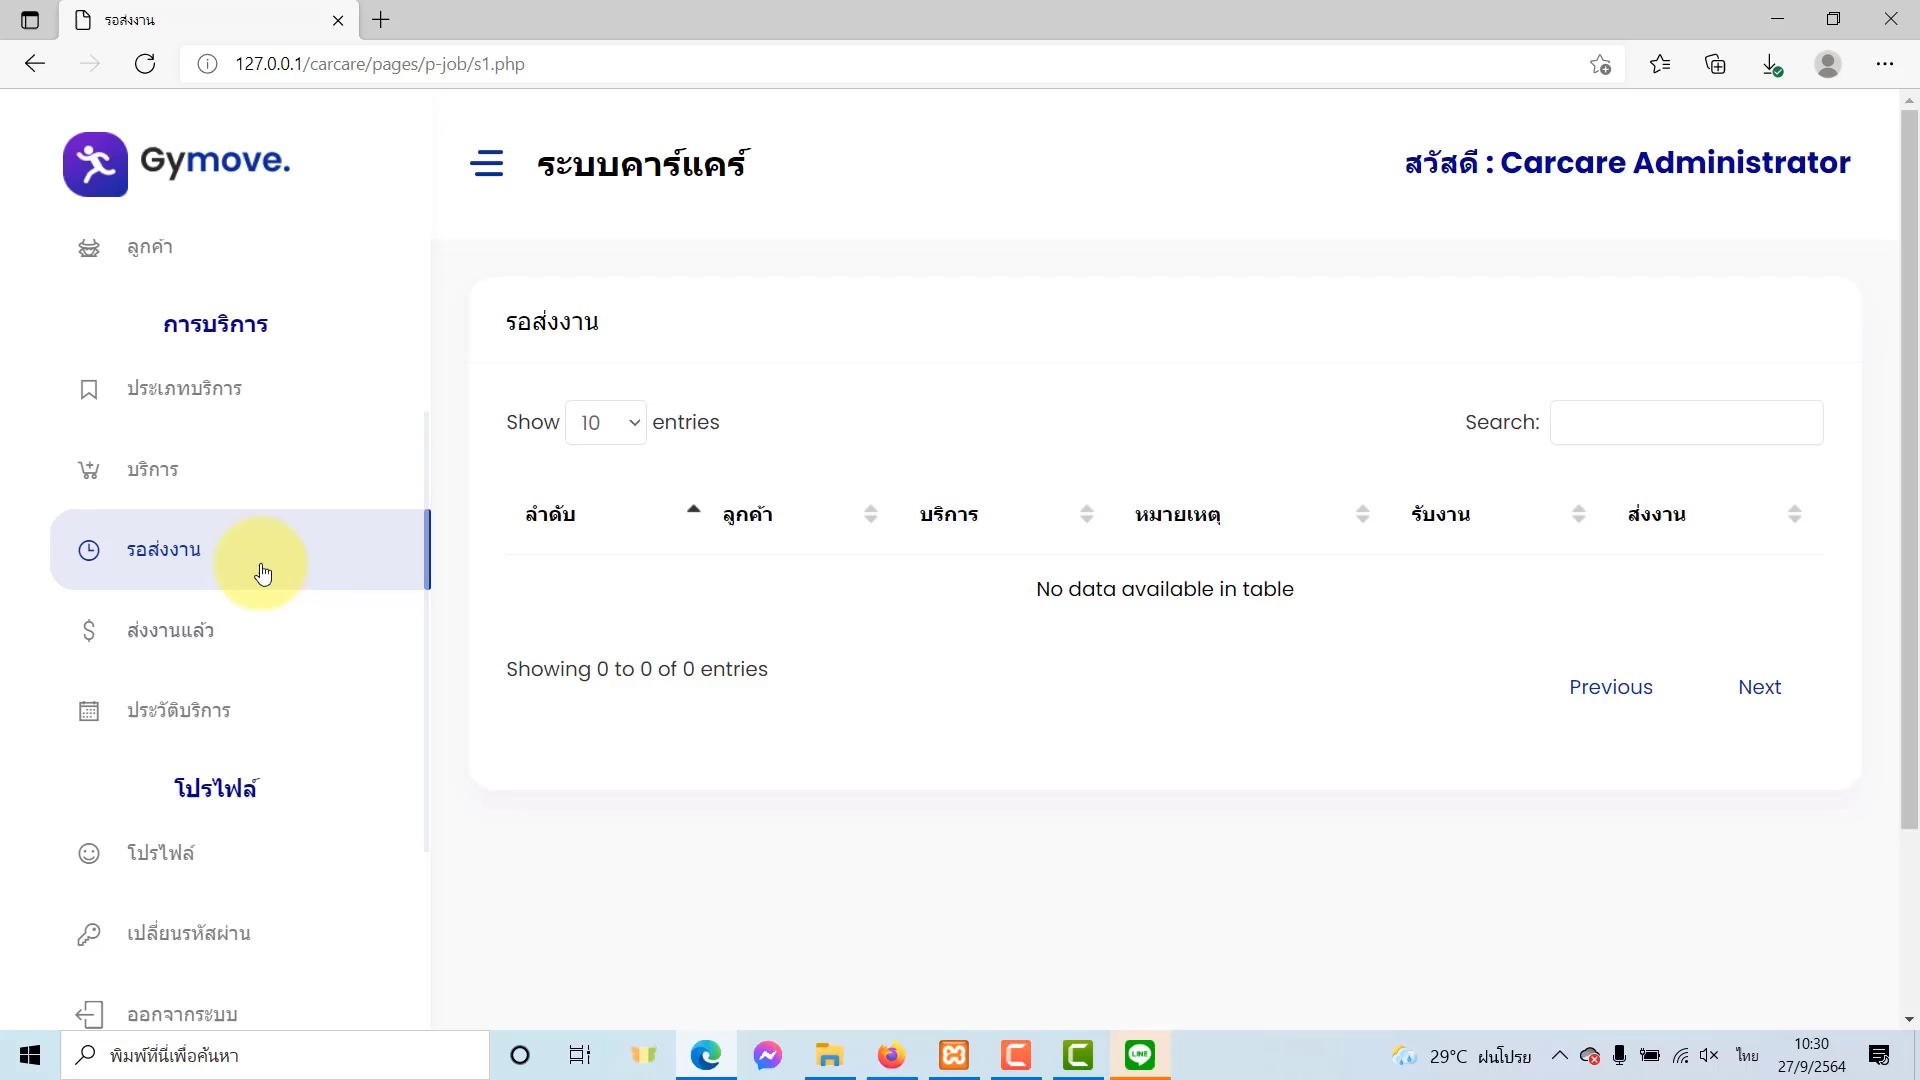 รอส่งงาน
127.0.0.1/carcare/pages/p-job/s1.php
Gymove.
ระบบคาร์แคร์
สวัสดี : Carcare Administrator
ลูกค้า
การบริการ
ประเภทบริการ
บริการ
รอส่งงาน
ส่งงานแล้ว
ประวัติบริการ
โปรไฟล์
โปรไฟล์
เปลี่ยนรหัสผ่าน
ออกจากระบบ
รอส่งงาน
Show 10 entries
Search:
ลำดับ ลูกค้า บริการ หมายเหตุ รับงาน ส่งงาน
No data available in table
Showing 0 to 0 of 0 entries
Previous Next
พิมพ์ที่นี่เพื่อค้นหา
LINE
29°C ฝนโปรย
ไทย
10:30
27/9/2564